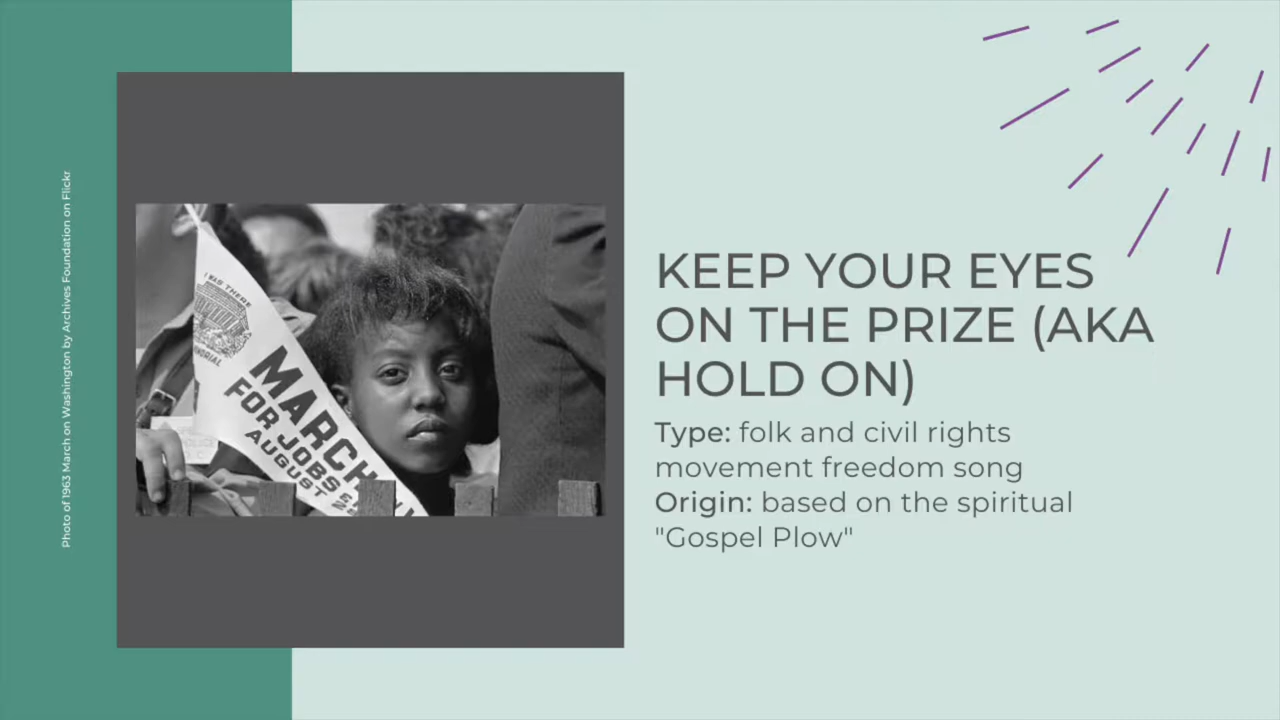 Photo of 1963 March on Washington by Archives Foundation on Flickr
I WAS THERE
MORIAL
MARCH
FOR JOBS
AUGUST
KEEP YOUR EYES
ON THE PRIZE (AKA
HOLD ON)
Type: folk and civil rights
movement freedom song
Origin: based on the spiritual
"Gospel Plow"